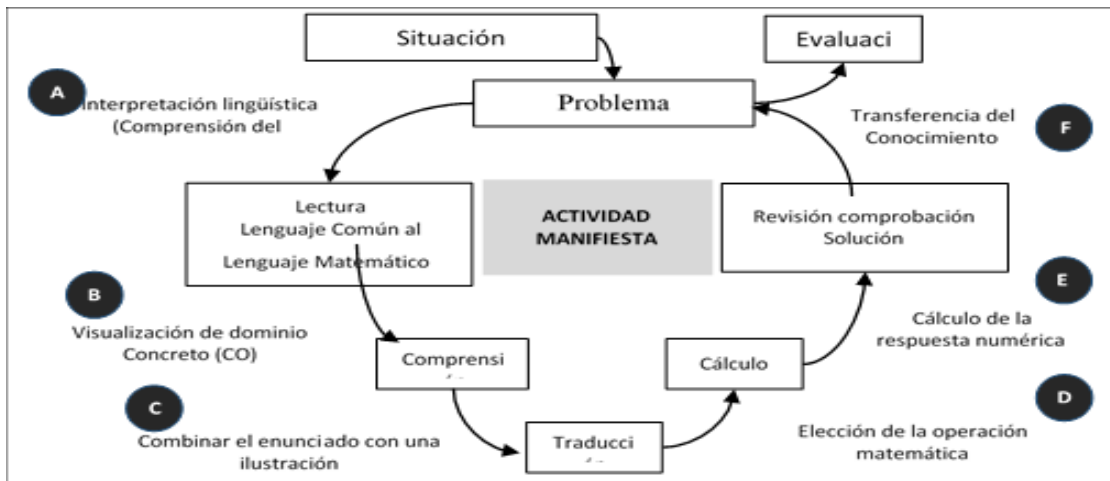 Situación
Evaluaci
Problema
A
Interpretación lingüística
(Comprensión del
Transferencia del
Conocimiento
F
Lectura
Lenguaje Común al
Lenguaje Matemático
ACTIVIDAD
MANIFIESTA
Revisión comprobación
Solución
B
Visualización de dominio
Concreto (CO)
E
Cálculo de la
respuesta numérica
Comprensi
Cálculo
C
Combinar el enunciado con una
ilustración
Traducci
D
Elección de la operación
matemática